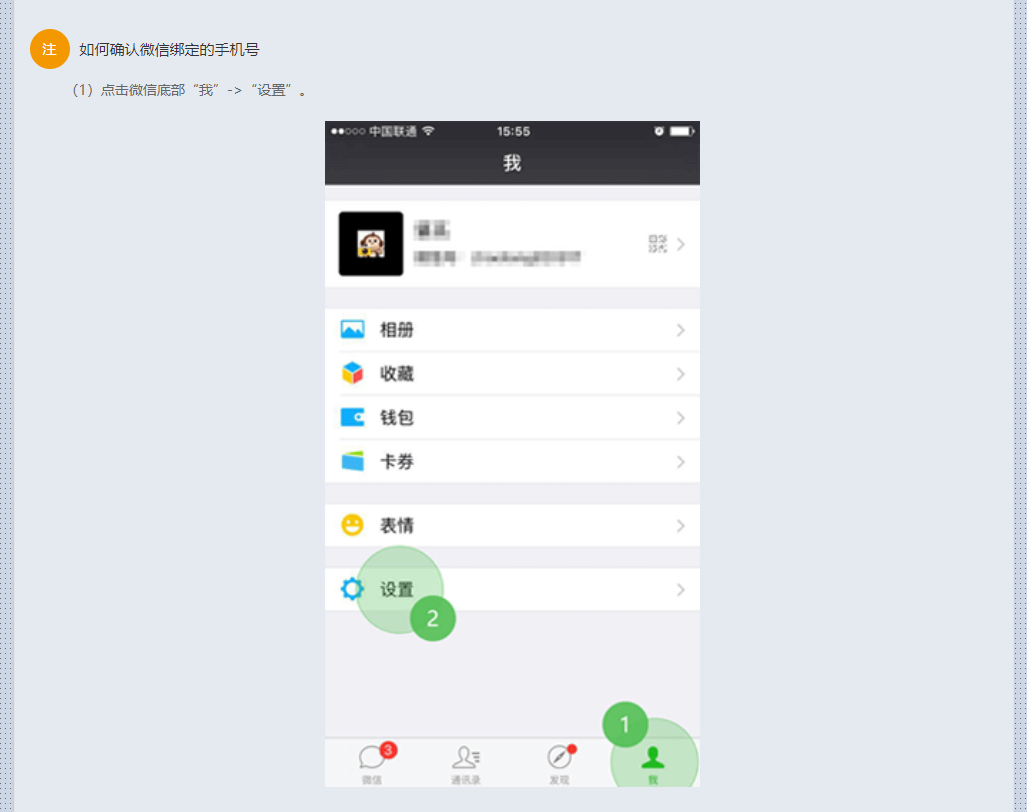 注 如何确认微信绑定的手机号
（1）点击微信底部“我”->“设置”。
中国联通 15:55
我
相册
收藏
钱包
卡券
表情
设置
2
1
3
微信 通讯录 发现 我